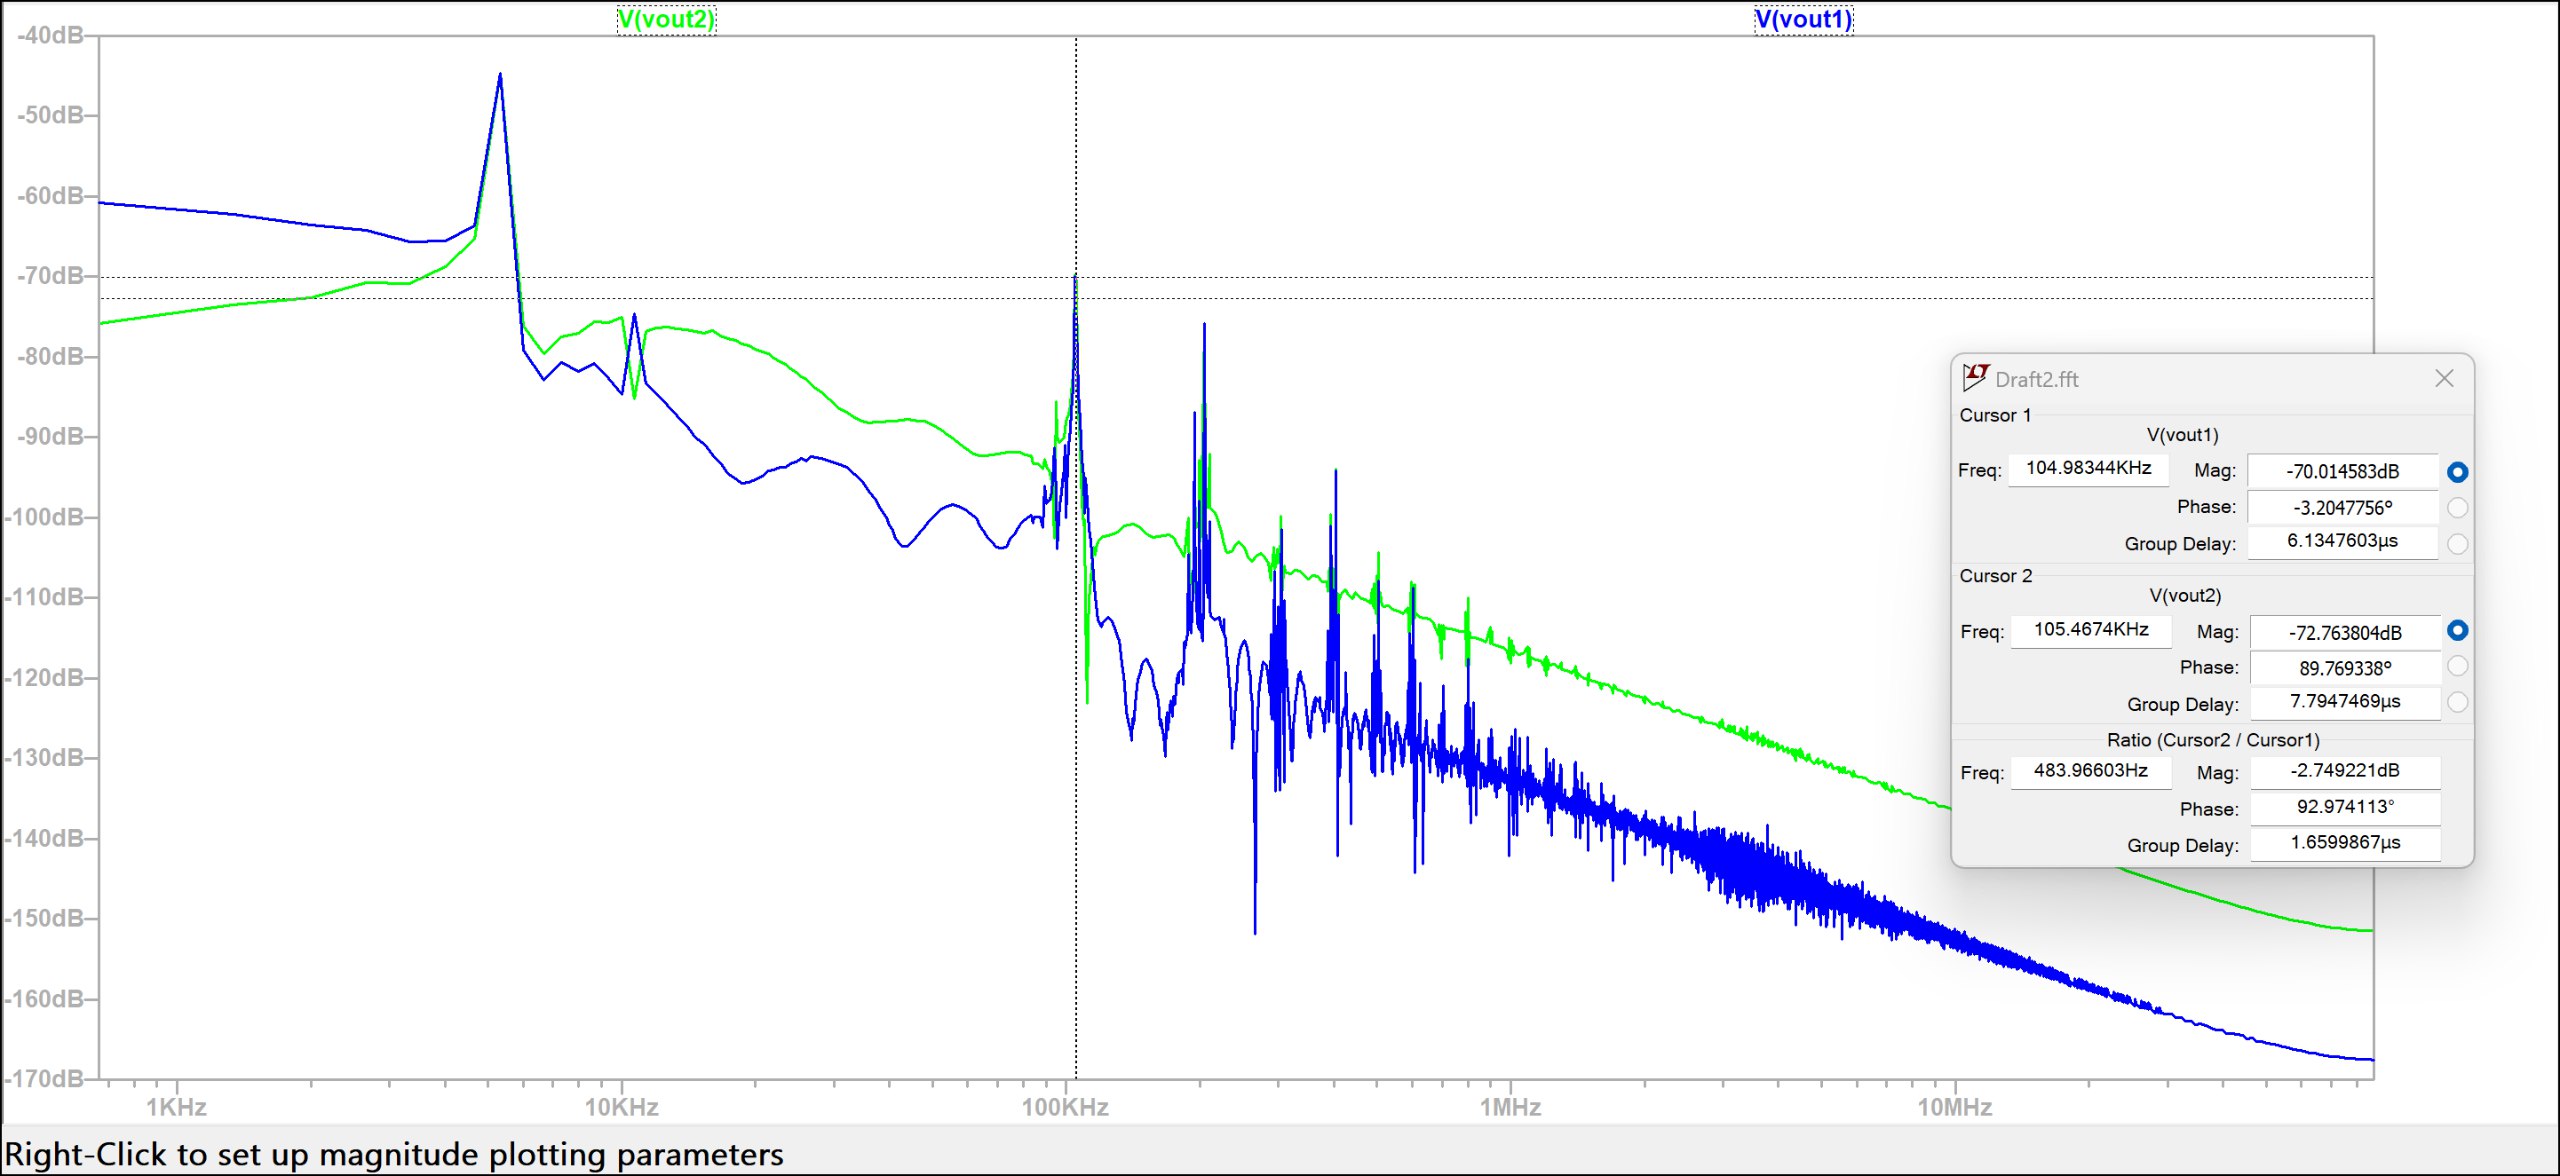 V(vout2) V(vout1)
-40dB
-50dB
-60dB
-70dB
-80dB
-90dB
-100dB
-110dB
-120dB
-130dB
-140dB
-150dB
-160dB
-170dB
1KHz 10KHz 100KHz 1MHz 10MHz
Draft2.fft
Cursor 1
V(vout1)
Freq: 104.98344KHz Mag: -70.014583dB
Phase: -3.2047756°
Group Delay: 6.1347603µs
Cursor 2
V(vout2)
Freq: 105.4674KHz Mag: -72.763804dB
Phase: 89.769338°
Group Delay: 7.7947469µs
Ratio (Cursor2 / Cursor1)
Freq: 483.96603Hz Mag: -2.749221dB
Phase: 92.974113°
Group Delay: 1.6599867µs
Right-Click to set up magnitude plotting parameters